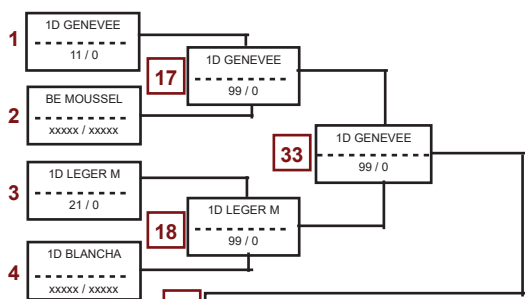 1
1D GENEVEE
11 / 0
17
1D GENEVEE
99 / 0
2
BE MOUSSEL
xxxxx / xxxxx
33
1D GENEVEE
99 / 0
3
1D LEGER M
21 / 0
18
1D LEGER M
99 / 0
4
1D BLANCHA
xxxxx / xxxxx